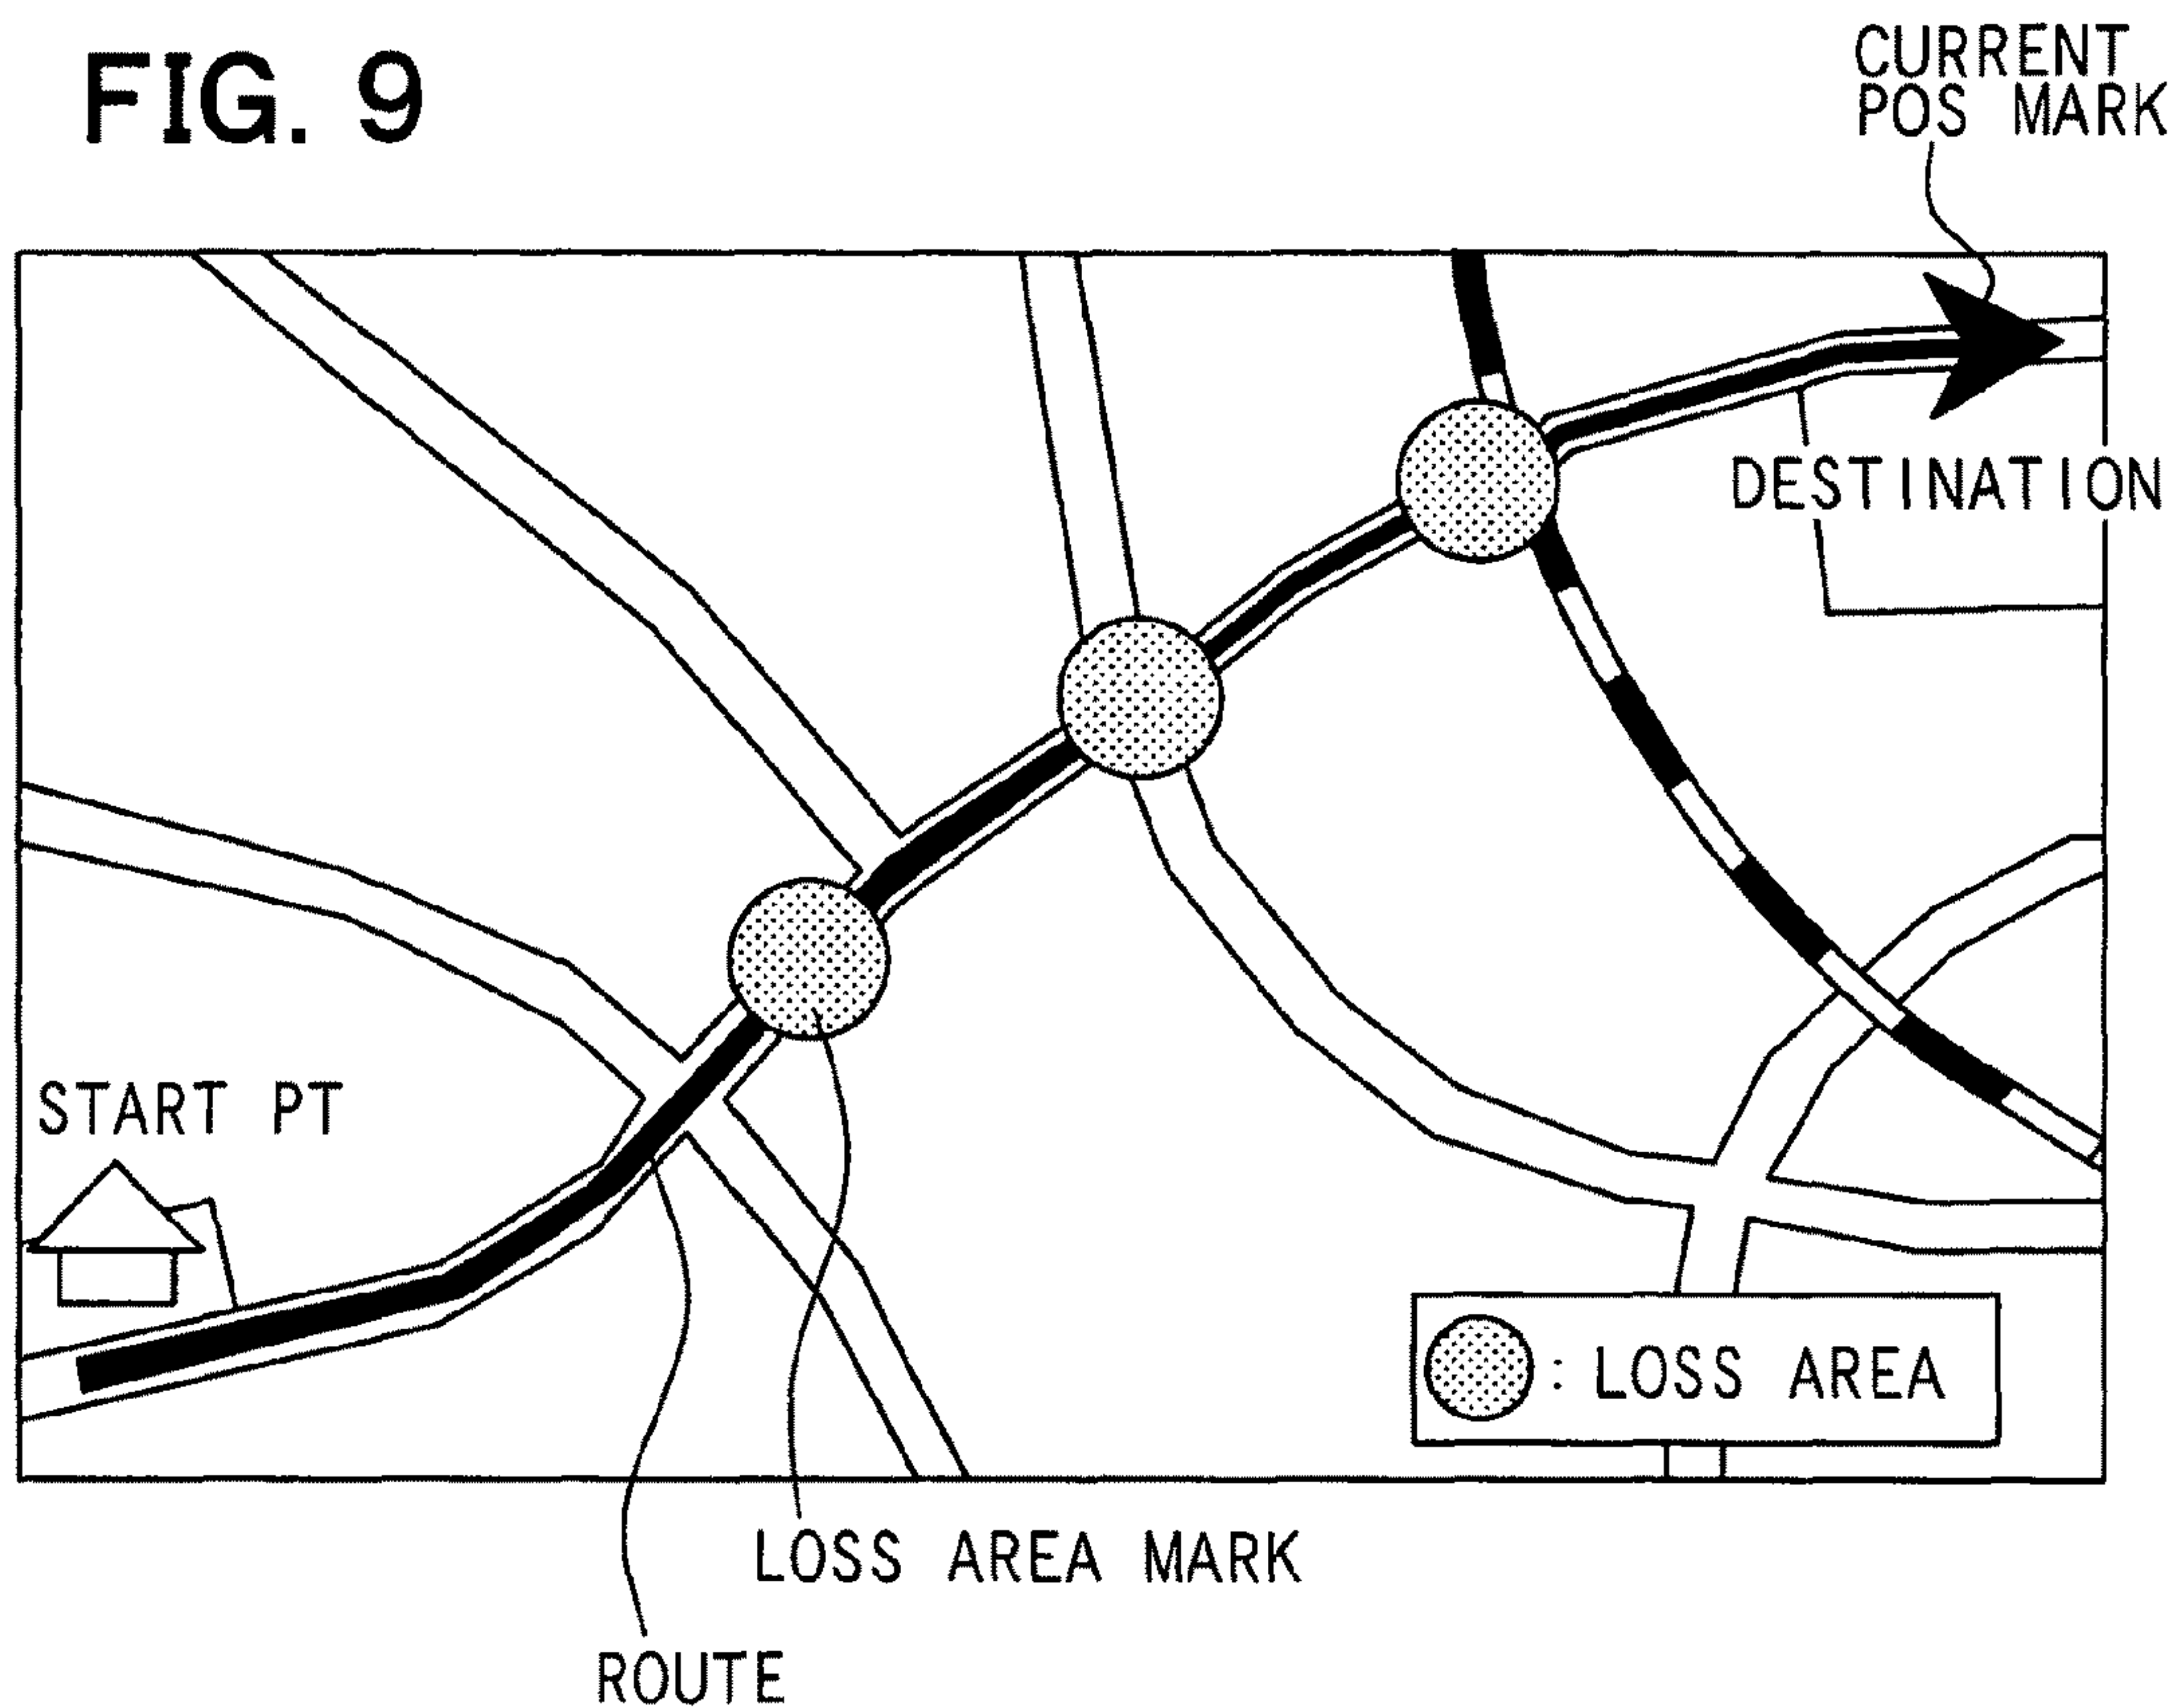 FIG. 9
CURRENT
POS MARK
DESTINATION
START PT
: LOSS AREA
LOSS AREA MARK
ROUTE